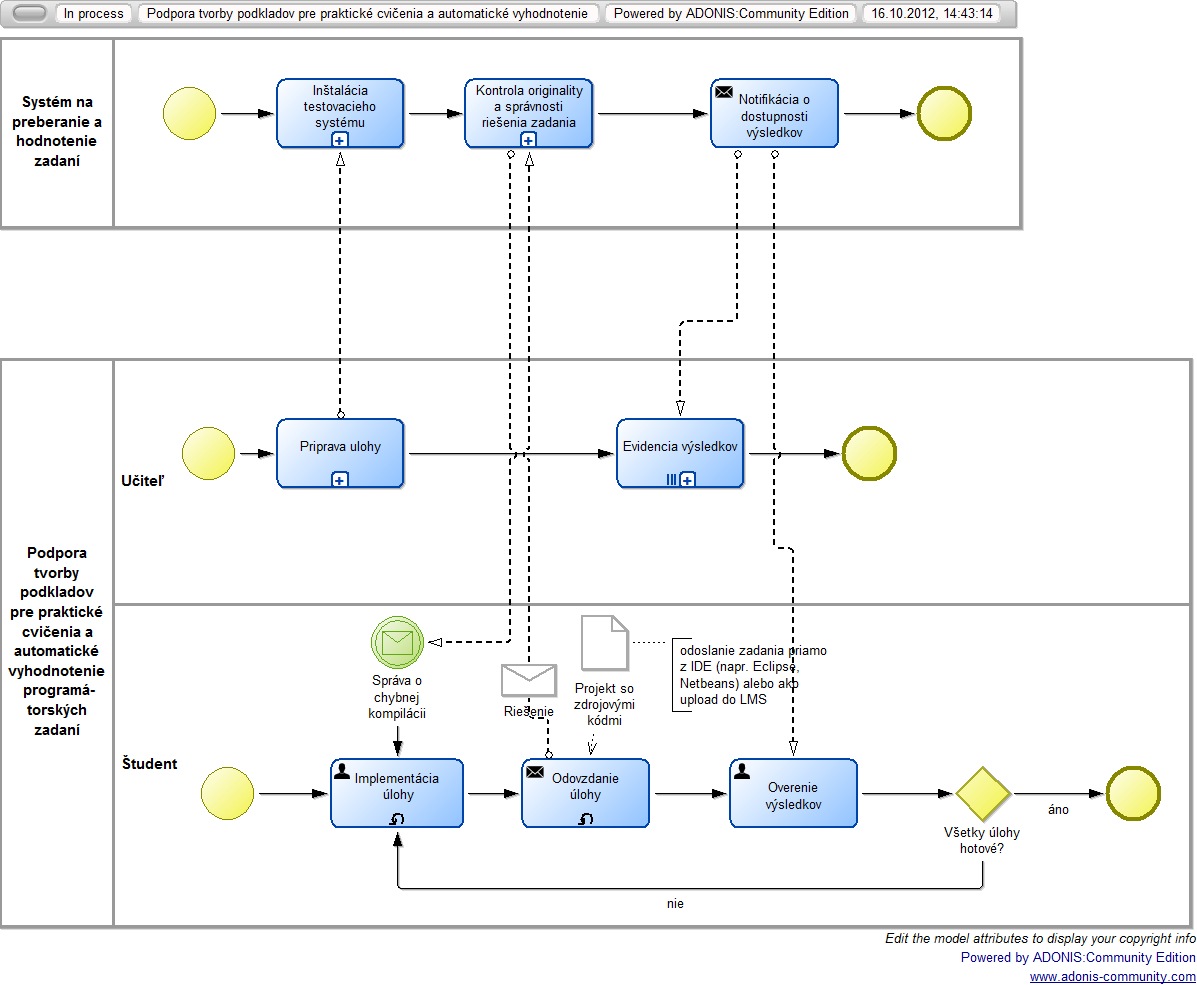 In process
Podpora tvorby podkladov pre praktické cvičenia a automatické vyhodnotenie
Powered by ADONIS:Community Edition
16.10.2012, 14:43:14
Systém na
preberanie a
hodnotenie
zadaní
Inštalácia
testovacieho
systému
Kontrola originality
a správnosti
riešenia zadania
Notifikácia o
dostupnosti
výsledkov
Podpora
tvorby
podkladov
pre praktické
cvičenia a
automatické
vyhodnotenie
programá-
torských
zadaní
Učiteľ
Priprava ulohy
Evidencia výsledkov
Študent
Správa o
chybnej
kompilácii
Riešenie
Projekt so
zdrojovými
kódmi
odoslanie zadania priamo
z IDE (napr. Eclipse,
Netbeans) alebo ako
upload do LMS
Implementácia
úlohy
Odovzdanie
úlohy
Overenie
výsledkov
Všetky úlohy
hotové?
áno
nie
Edit the model attributes to display your copyright info
Powered by ADONIS:Community Edition
www.adonis-community.com